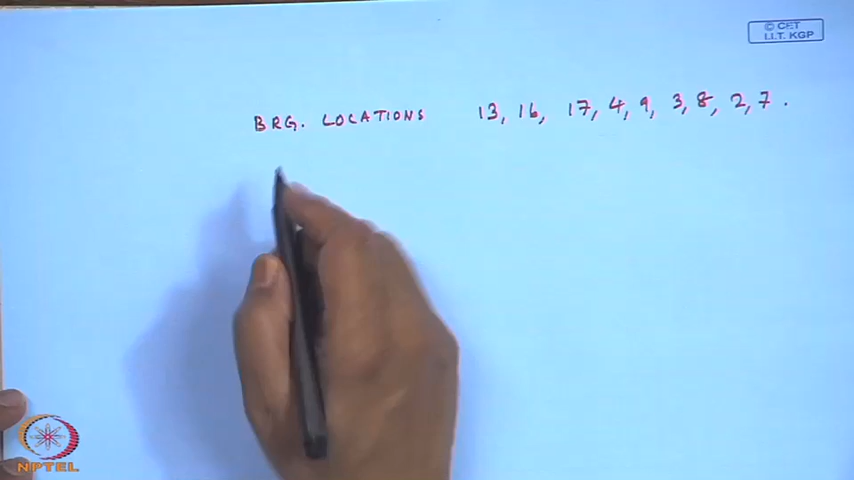 © CET
I.I.T. KGP
BRG. LOCATIONS 13, 16, 17, 4, 9, 3, 8, 2, 7.
NPTEL